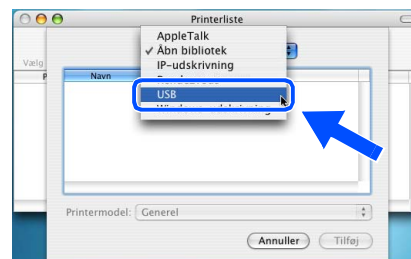 Printerliste
AppleTalk
✓ Åbn bibliotek
IP-udskrivning
Vælg
Navn
USB
Printermodel: Generel
Annuller Tilføj